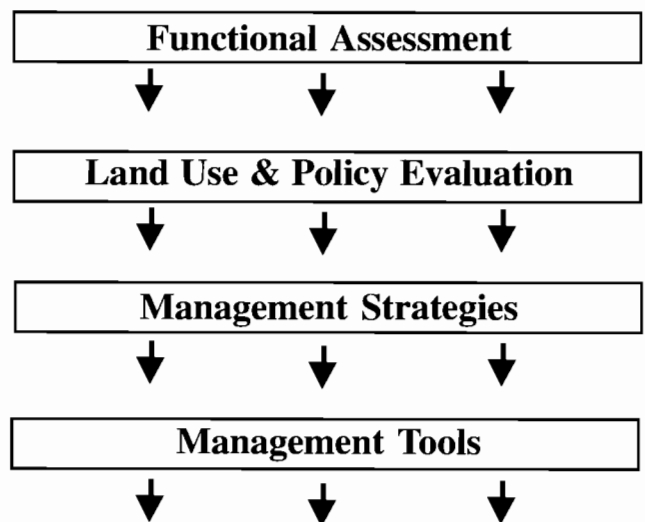 Functional Assessment
Land Use & Policy Evaluation
Management Strategies
Management Tools